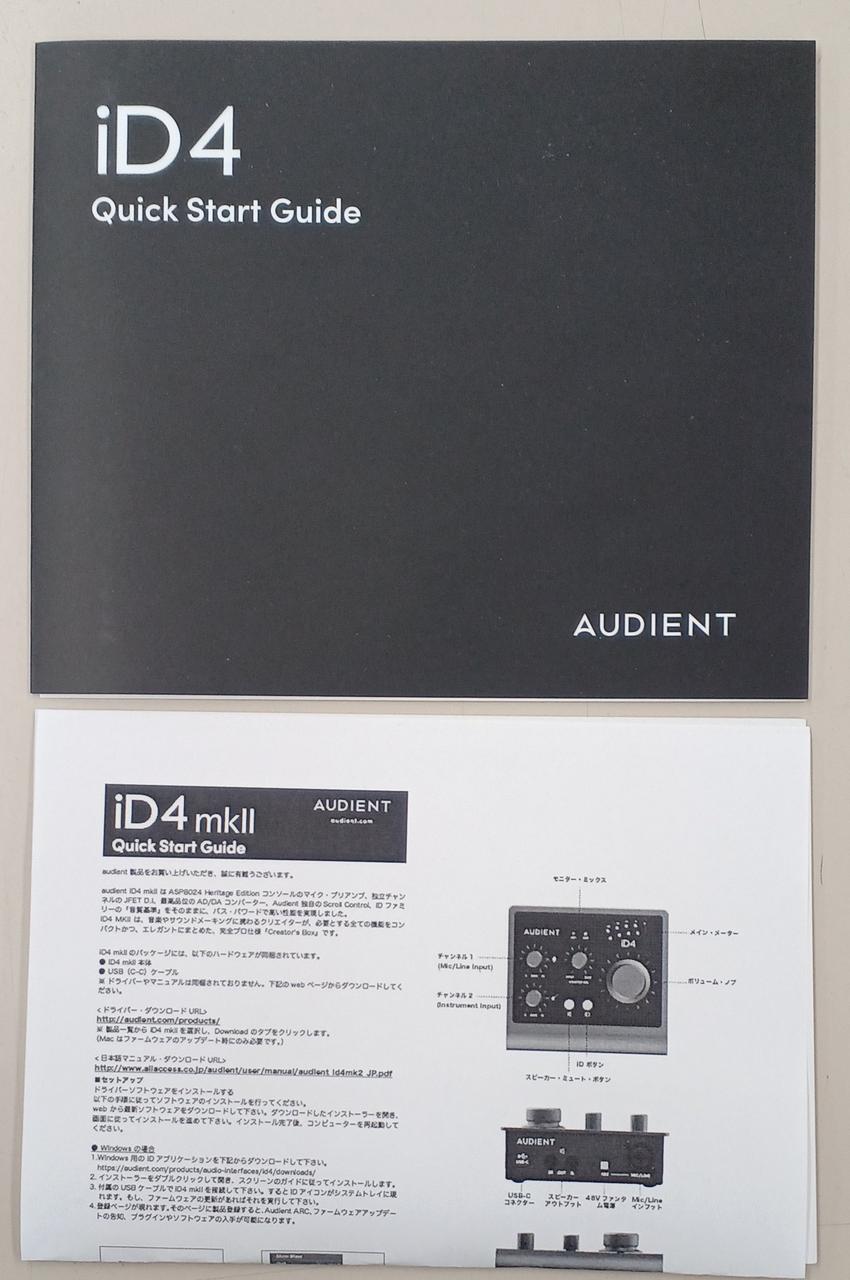 iD4
Quick Start Guide
AUDIENT
iD4 mkII
AUDIENT
audient.com
Quick Start Guide
audient 製品をお買い上げいただき、誠に有難うございます。
audient iD4 mkII は ASP8024 Heritage Edition コンソールのマイク・プリアンプ、独立チャン
ネルの JFET D.I.、最高品位の AD/DA コンバーター、Audient 独自の Scroll Control、iD ファミ
リーの「音質基準」をそのままに、バス・パワードで高い性能を実現しました。
iD4 MKII は、音楽やサウンドメーキングに携わるクリエイターが、必要とする全ての機能をコン
パクトかつ、エレガントにまとめた、完全プロ仕様「Creator's Box」です。
iD4 mkII のパッケージには、以下のハードウェアが同梱されています。
● iD4 mkII 本体
● USB（C-C）ケーブル
※ ドライバーやマニュアルは同梱されておりません。下記の web ページからダウンロードしてく
ださい。
＜ドライバー・ダウンロード URL＞
http://audient.com/products/
※ 製品一覧から iD4 mkII を選択し、Download のタブをクリックします。
(Mac はファームウェアのアップデート時にのみ必要です。)
＜日本語マニュアル・ダウンロード URL＞
http://www.allaccess.co.jp/audient/user/manual/audient_id4mk2_JP.pdf
■セットアップ
ドライバーソフトウェアをインストールする
以下の手順に従ってソフトウェアのインストールを行ってください。
web から最新ソフトウェアをダウンロードして下さい。ダウンロードしたインストーラーを開き、
画面に従ってインストールを進めて下さい。インストール完了後、コンピューターを再起動して
ください。
● Windows の場合
1.Windows 用の iD アプリケーションを下記からダウンロードして下さい。
https://audient.com/products/audio-interfaces/id4/downloads/
2. インストーラーをダブルクリックして開き、スクリーンのガイドに従ってインストールします。
3. 付属の USB ケーブルで iD4 mkII を接続して下さい。すると iD アイコンがシステムトレイに現
れます。もし、ファームウェアの更新があればそれを実行して下さい。
4.登録ページが現れます。そのページに製品登録すると、Audient ARC、ファームウェアアップデー
トの告知、プラグインやソフトウェアの入手が可能になります。
モニター・ミックス
AUDIENT
iD4
メイン・メーター
チャンネル 1
(Mic/Line Input)
ボリューム・ノブ
チャンネル 2
(Instrument Input)
iD ボタン
スピーカー・ミュート・ボタン
AUDIENT
USB-C
コネクター
スピーカー
アウトプット
48V ファンタ
ム電源
Mic/Line
インプット